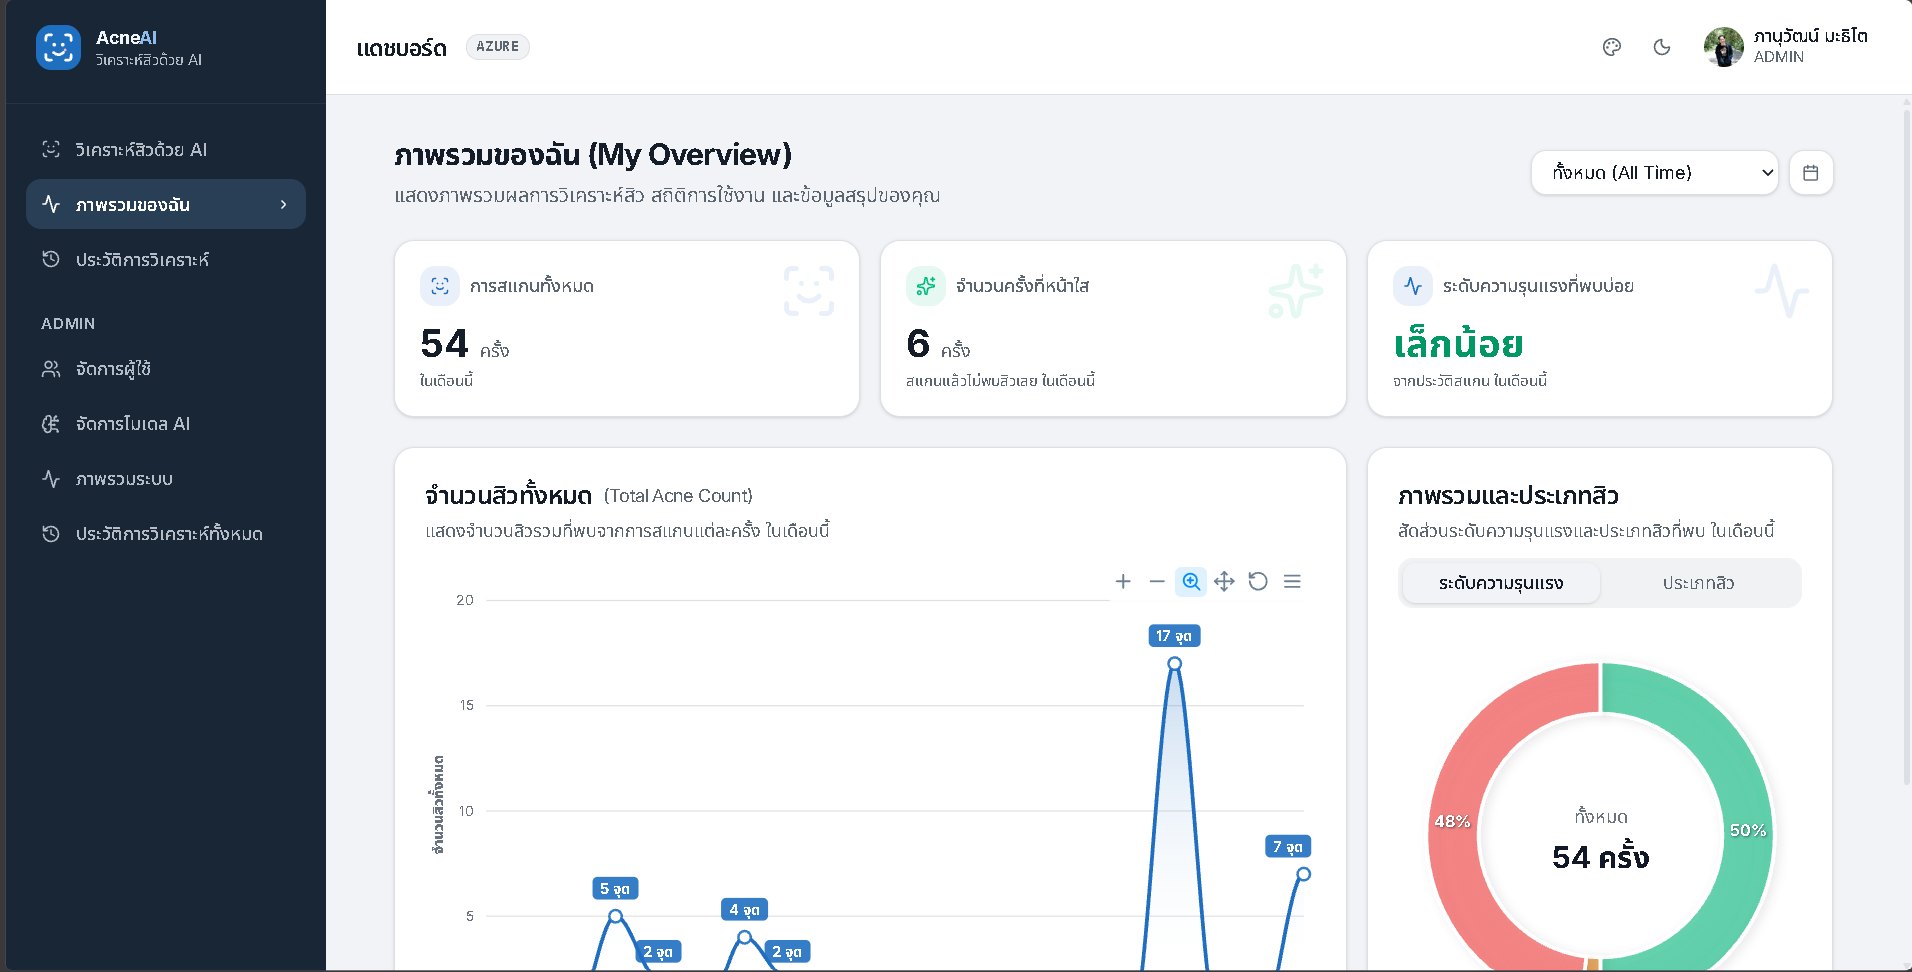 AcneAI
วิเคราะห์สิวด้วย AI
วิเคราะห์สิวด้วย AI
ภาพรวมของฉัน
ประวัติการวิเคราะห์
ADMIN
จัดการผู้ใช้
จัดการโมเดล AI
ภาพรวมระบบ
ประวัติการวิเคราะห์ทั้งหมด
แดชบอร์ด
AZURE
ภานุวัฒน์ มะธิโต
ADMIN
ภาพรวมของฉัน (My Overview)
แสดงภาพรวมผลการวิเคราะห์สิว สถิติการใช้งาน และข้อมูลสรุปของคุณ
ทั้งหมด (All Time)
การสแกนทั้งหมด
54 ครั้ง
ในเดือนนี้
จำนวนครั้งที่หน้าใส
6 ครั้ง
สแกนแล้วไม่พบสิวเลย ในเดือนนี้
ระดับความรุนแรงที่พบบ่อย
เล็กน้อย
จากประวัติสแกน ในเดือนนี้
จำนวนสิวทั้งหมด (Total Acne Count)
แสดงจำนวนสิวรวมที่พบจากการสแกนแต่ละครั้ง ในเดือนนี้
20
15
10
5
จำนวนสิวทั้งหมด
5 จุด
2 จุด
4 จุด
2 จุด
17 จุด
7 จุด
ภาพรวมและประเภทสิว
สัดส่วนระดับความรุนแรงและประเภทสิวที่พบ ในเดือนนี้
ระดับความรุนแรง
ประเภทสิว
48%
50%
ทั้งหมด
54 ครั้ง